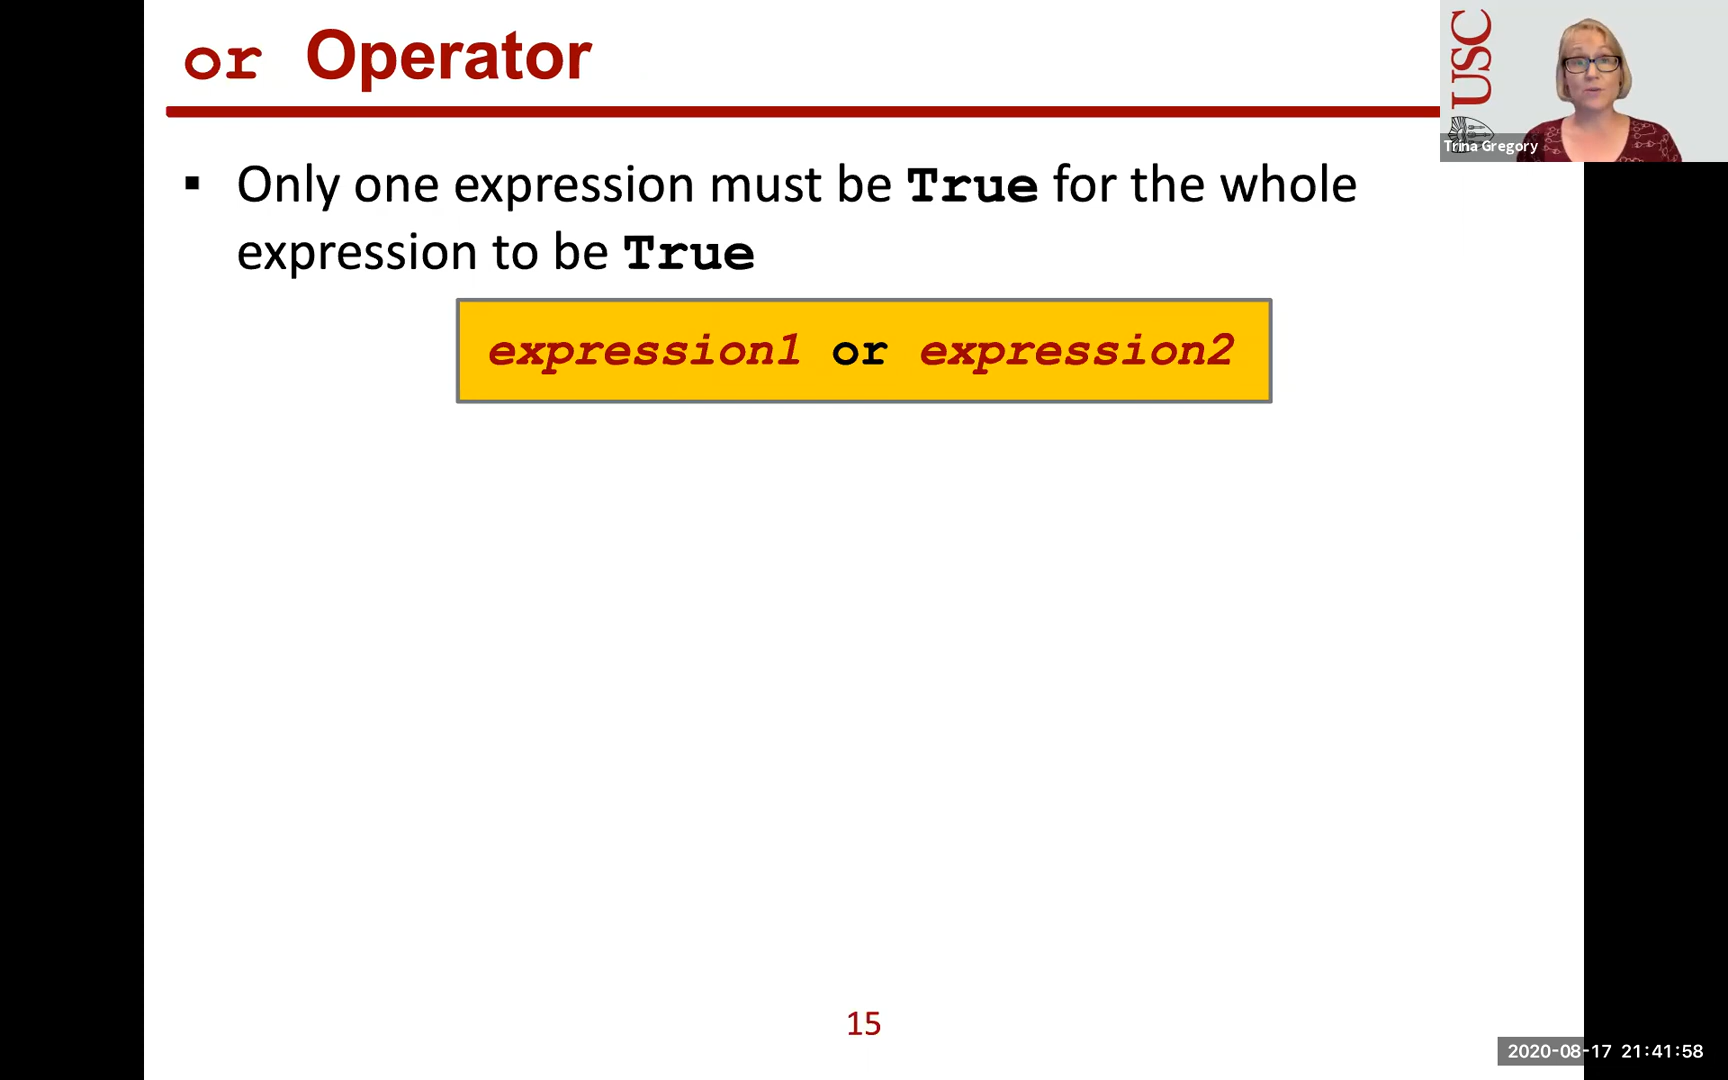 or Operator
▪ Only one expression must be True for the whole
expression to be True
expression1 or expression2
15
USC
Trina Gregory
2020-08-17 21:41:58